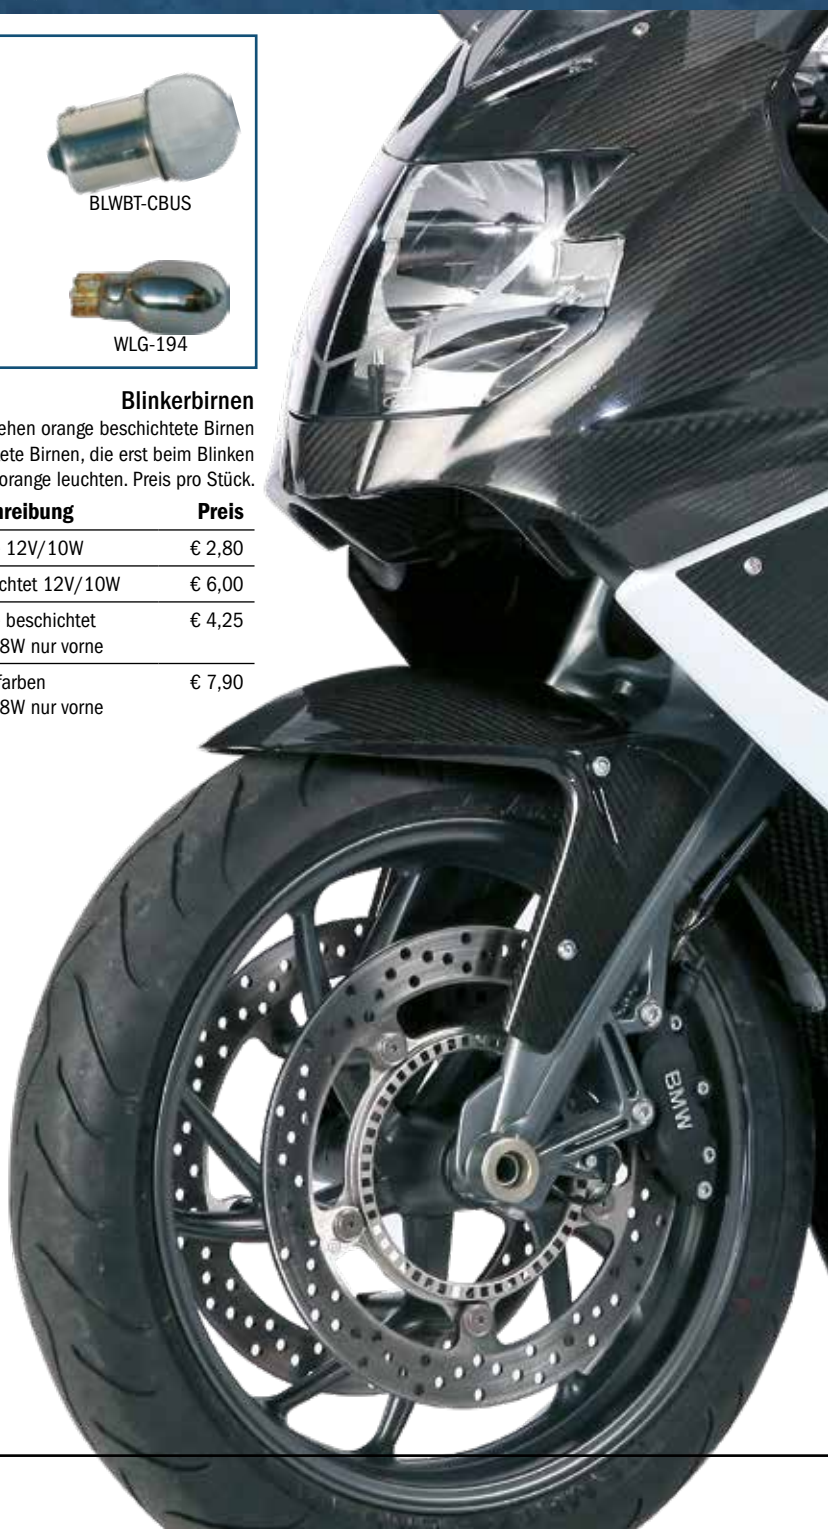 BLWBT-CBUS
WLG-194
Blinkerbirnen
ehen orange beschichtete Birnen
ete Birnen, die erst beim Blinken
orange leuchten. Preis pro Stück.
reibung Preis
12V/10W € 2,80
chtet 12V/10W € 6,00
beschichtet € 4,25
8W nur vorne
farben € 7,90
8W nur vorne
BMW